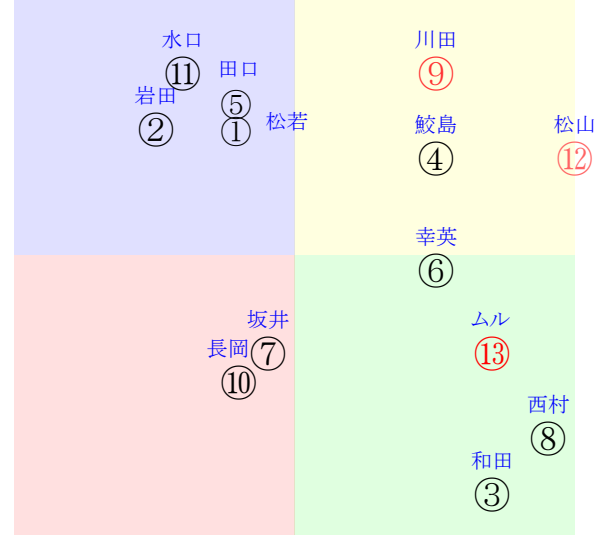 水口
⑪
田口
岩田
⑤
②
①
松若
川田
⑨
鮫島
④
松山
⑫
幸英
⑥
坂井
⑦
長岡
⑩
ムル
⑬
西村
⑧
和田
③